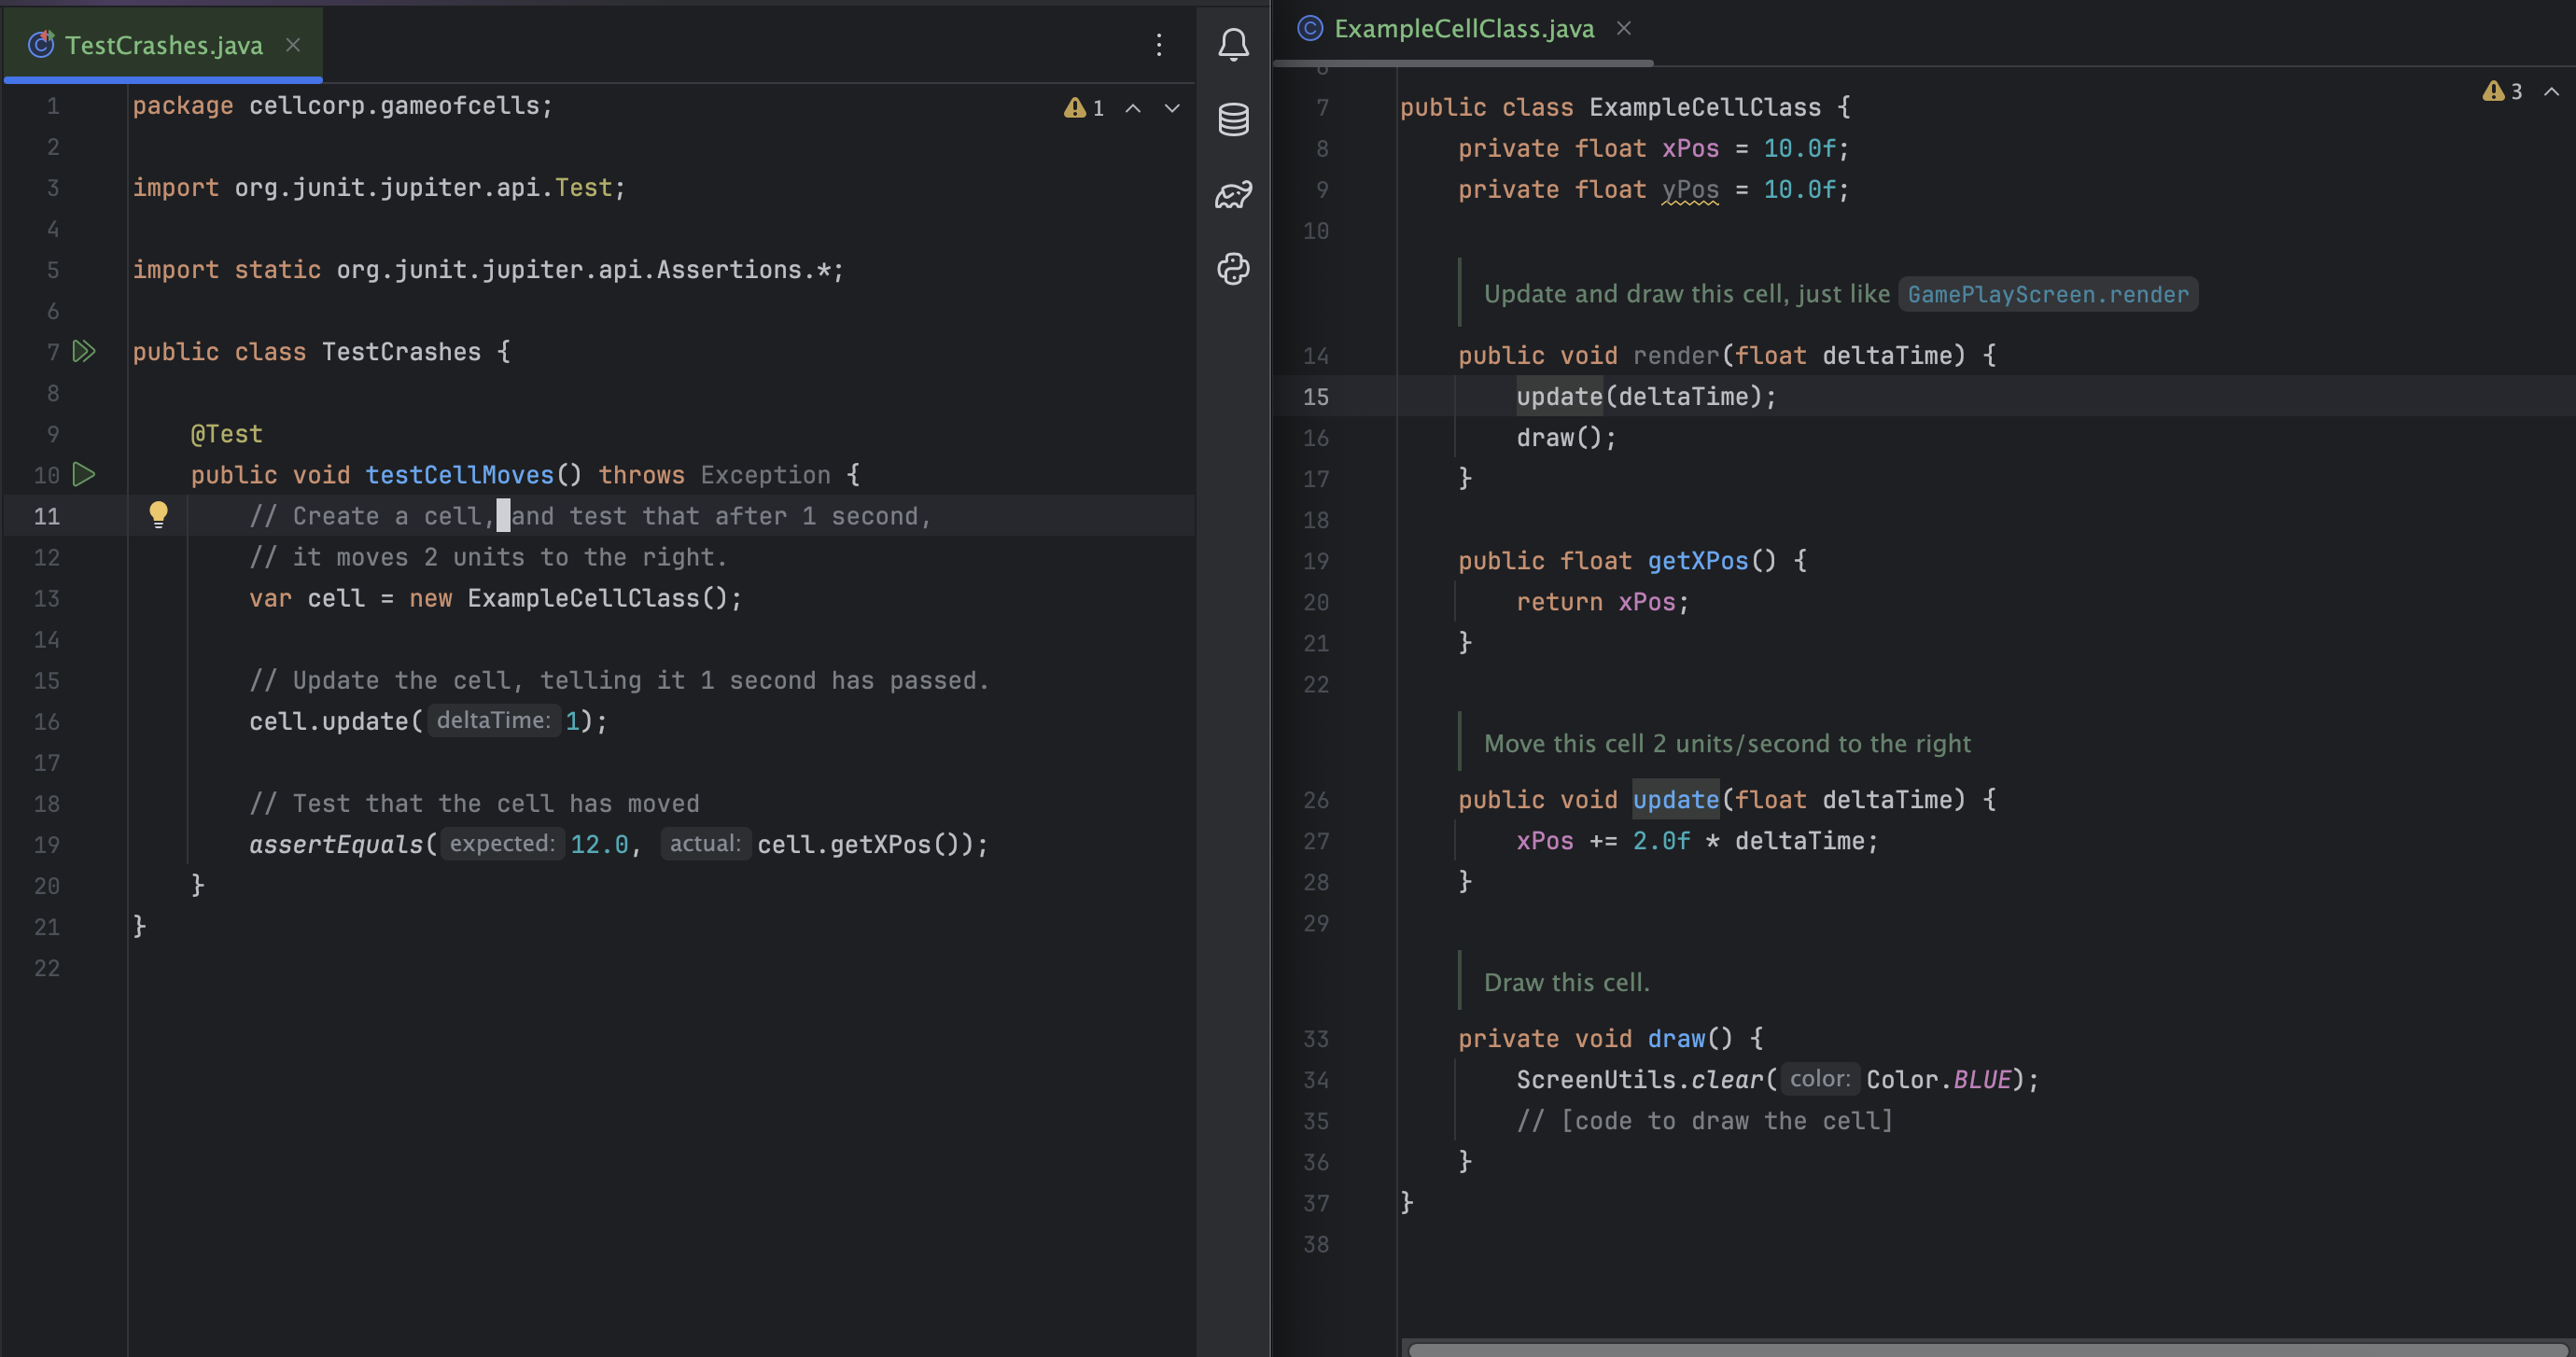 TestCrashes.java
1
1 package cellcorp.gameofcells;
2
3 import org.junit.jupiter.api.Test;
4
5 import static org.junit.jupiter.api.Assertions.*;
6
7 public class TestCrashes {
8
9 @Test
10 public void testCellMoves() throws Exception {
11 // Create a cell, and test that after 1 second,
12 // it moves 2 units to the right.
13 var cell = new ExampleCellClass();
14
15 // Update the cell, telling it 1 second has passed.
16 cell.update( deltaTime: 1);
17
18 // Test that the cell has moved
19 assertEquals( expected: 12.0, actual: cell.getXPos());
20 }
21 }
22
ExampleCellClass.java
3
6
7 public class ExampleCellClass {
8 private float xPos = 10.0f;
9 private float yPos = 10.0f;
10
Update and draw this cell, just like GamePlayScreen.render
14 public void render(float deltaTime) {
15 update(deltaTime);
16 draw();
17 }
18
19 public float getXPos() {
20 return xPos;
21 }
22
Move this cell 2 units/second to the right
26 public void update(float deltaTime) {
27 xPos += 2.0f * deltaTime;
28 }
29
Draw this cell.
33 private void draw() {
34 ScreenUtils.clear( color: Color.BLUE);
35 // [code to draw the cell]
36 }
37 }
38